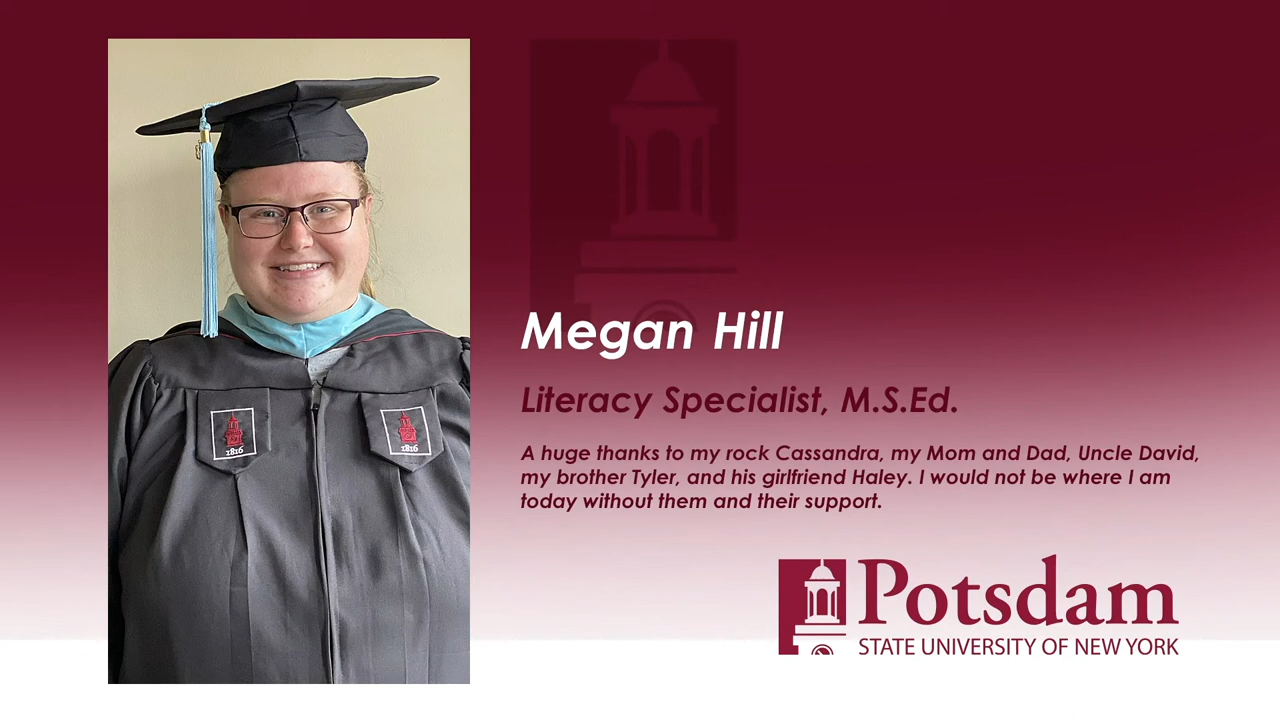 Megan Hill
Literacy Specialist, M.S.Ed.
A huge thanks to my rock Cassandra, my Mom and Dad, Uncle David,
my brother Tyler, and his girlfriend Haley. I would not be where I am
today without them and their support.
1816
1816
Potsdam
STATE UNIVERSITY OF NEW YORK